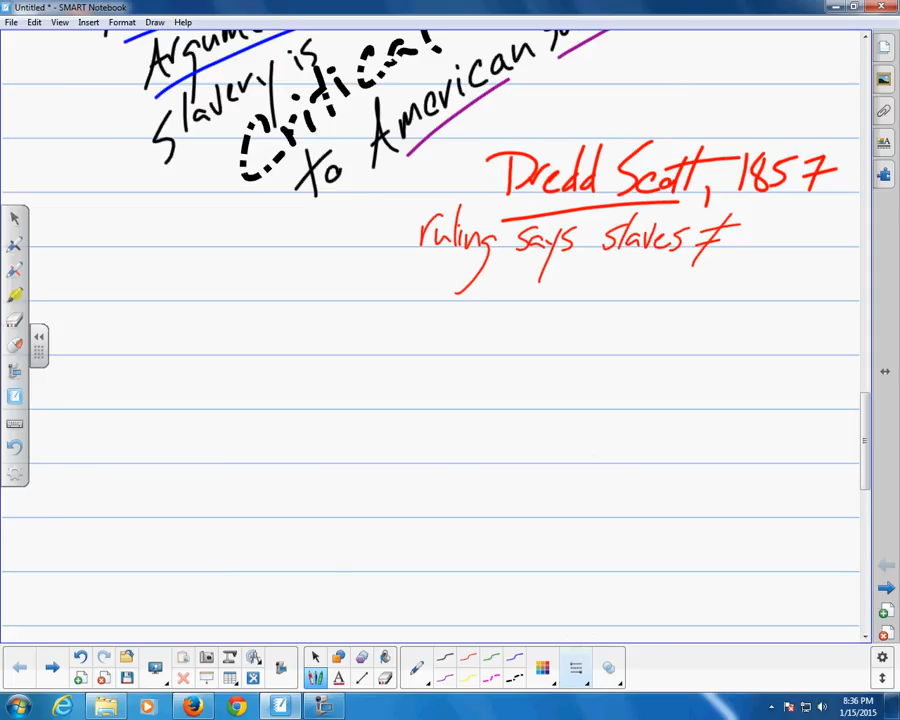 Untitled * - SMART Notebook
File Edit View Insert Format Draw Help
slavery is
critical
to American
Dredd Scott, 1857
ruling says slaves ≠
8:36 PM
1/15/2015